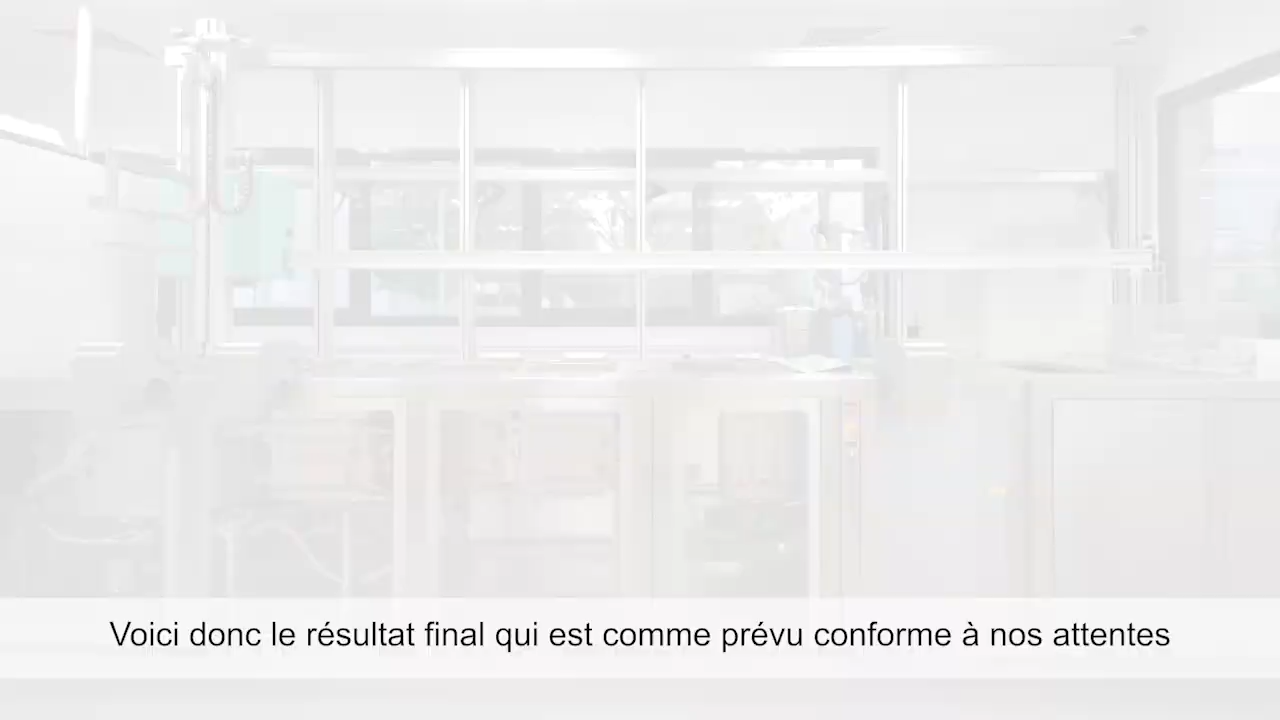 Voici donc le résultat final qui est comme prévu conforme à nos attentes